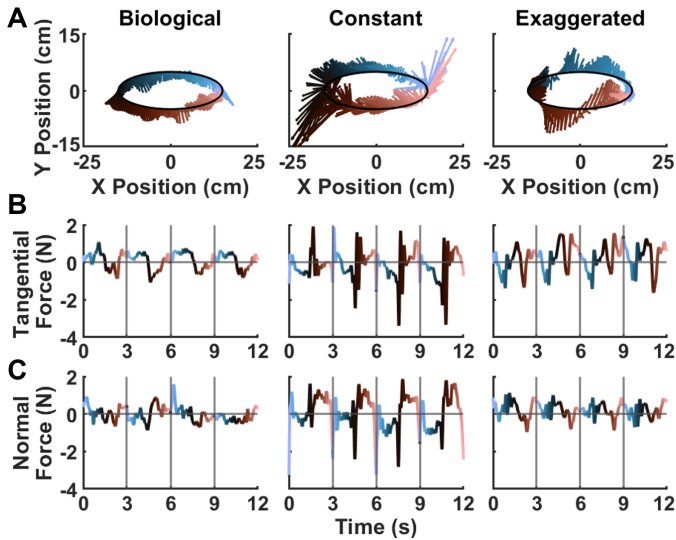 A Biological Constant Exaggerated
Y Position (cm)
15
0
-15
-25 0 25 -25 0 25 -25 0 25
X Position (cm) X Position (cm) X Position (cm)
B
Tangential
Force (N)
2
0
-2
-4
0 3 6 9 12 0 3 6 9 12 0 3 6 9 12
C
Normal
Force (N)
2
0
-2
-4
0 3 6 9 12 0 3 6 9 12 0 3 6 9 12
Time (s)